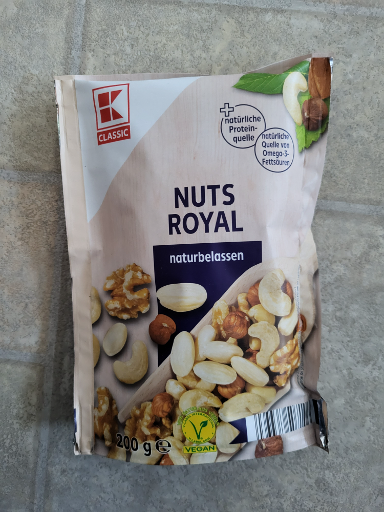 K
CLASSIC
+
natürliche
Protein-
quelle
natürliche
Quelle von
Omega-3-
Fettsäuren
NUTS
ROYAL
naturbelassen
200 g e
VEGAN